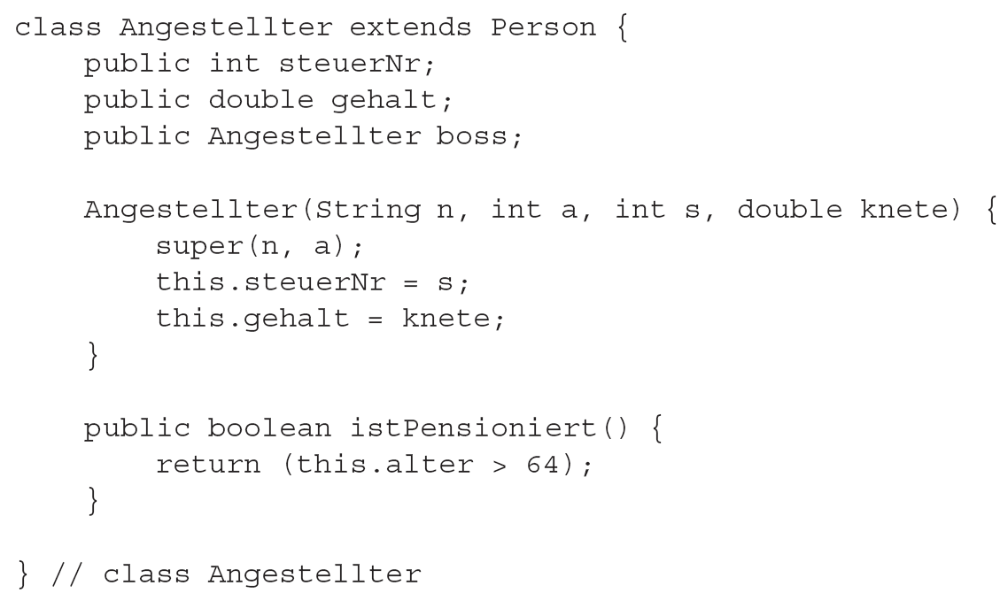 class Angestellter extends Person {
    public int steuerNr;
    public double gehalt;
    public Angestellter boss;

    Angestellter(String n, int a, int s, double knete) {
        super(n, a);
        this.steuerNr = s;
        this.gehalt = knete;
    }

    public boolean istPensioniert() {
        return (this.alter > 64);
    }

} // class Angestellter